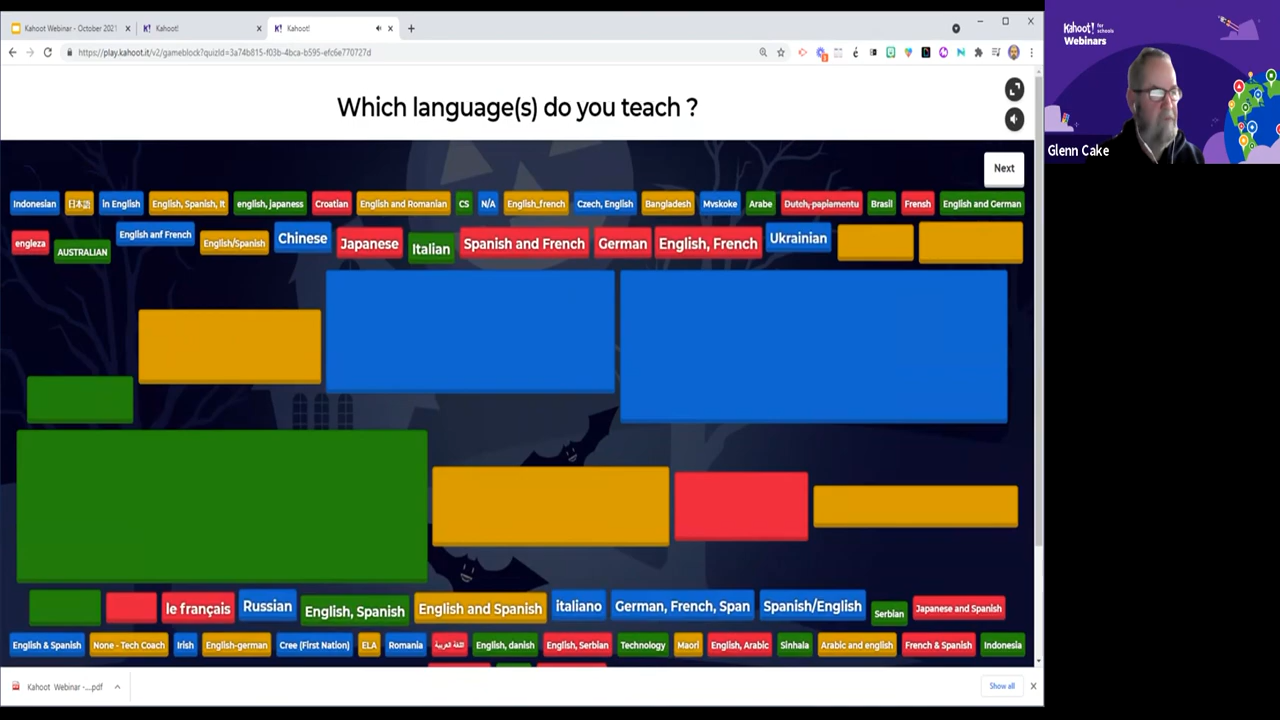 Kahoot Webinar - October 2021
Kahoot!
Kahoot!
https://play.kahoot.it/v2/gameblock?quizId=3a74b815-f03b-4bca-b595-efc6e770727d
Kahoot! for schools
Webinars
Which language(s) do you teach ?
Glenn Cake
Next
Indonesian 日本語 in English English, Spanish, It english, japaness Croatian English and Romanian CS N/A English_french Czech, English Bangladesh Mvskoke Arabe Dutch,-papiamentu Brasil Frensh English and German
engleza AUSTRALIAN English anf French English/Spanish Chinese Japanese Italian Spanish and French German English, French Ukrainian
le français Russian English, Spanish English and Spanish italiano German, French, Span Spanish/English Serbian Japanese and Spanish
English & Spanish None - Tech Coach Irish English-german Cree (First Nation) ELA Romania اللغة العربية English, danish English, Serbian Technology Maori English, Arabic Sinhala Arabic and english French & Spanish Indonesia
Kahoot Webinar -....pdf
Show all